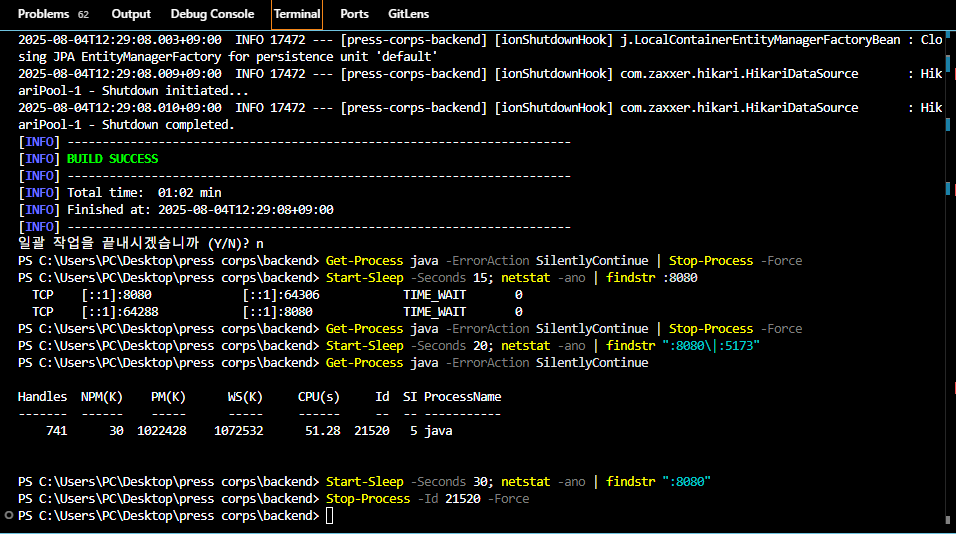 Problems 62 Output Debug Console Terminal Ports GitLens
2025-08-04T12:29:08.003+09:00  INFO 17472 --- [press-corps-backend] [ionShutdownHook] j.LocalContainerEntityManagerFactoryBean : Clo
sing JPA EntityManagerFactory for persistence unit 'default'
2025-08-04T12:29:08.009+09:00  INFO 17472 --- [press-corps-backend] [ionShutdownHook] com.zaxxer.hikari.HikariDataSource       : Hik
ariPool-1 - Shutdown initiated...
2025-08-04T12:29:08.010+09:00  INFO 17472 --- [press-corps-backend] [ionShutdownHook] com.zaxxer.hikari.HikariDataSource       : Hik
ariPool-1 - Shutdown completed.
[INFO] ------------------------------------------------------------------------
[INFO] BUILD SUCCESS
[INFO] ------------------------------------------------------------------------
[INFO] Total time:  01:02 min
[INFO] Finished at: 2025-08-04T12:29:08+09:00
[INFO] ------------------------------------------------------------------------
일괄 작업을 끝내시겠습니까 (Y/N)? n
PS C:\Users\PC\Desktop\press corps\backend> Get-Process java -ErrorAction SilentlyContinue | Stop-Process -Force
PS C:\Users\PC\Desktop\press corps\backend> Start-Sleep -Seconds 15; netstat -ano | findstr :8080
  TCP    [::1]:8080             [::1]:64306            TIME_WAIT       0
  TCP    [::1]:64288            [::1]:8080             TIME_WAIT       0
PS C:\Users\PC\Desktop\press corps\backend> Get-Process java -ErrorAction SilentlyContinue | Stop-Process -Force
PS C:\Users\PC\Desktop\press corps\backend> Start-Sleep -Seconds 20; netstat -ano | findstr ":8080\|:5173"
PS C:\Users\PC\Desktop\press corps\backend> Get-Process java -ErrorAction SilentlyContinue
Handles  NPM(K)    PM(K)      WS(K)     CPU(s)     Id  SI ProcessName
-------  ------    -----      -----     ------     --  -- -----------
    741      30  1022428    1072532      51.28  21520   5 java
PS C:\Users\PC\Desktop\press corps\backend> Start-Sleep -Seconds 30; netstat -ano | findstr ":8080"
PS C:\Users\PC\Desktop\press corps\backend> Stop-Process -Id 21520 -Force
PS C:\Users\PC\Desktop\press corps\backend>